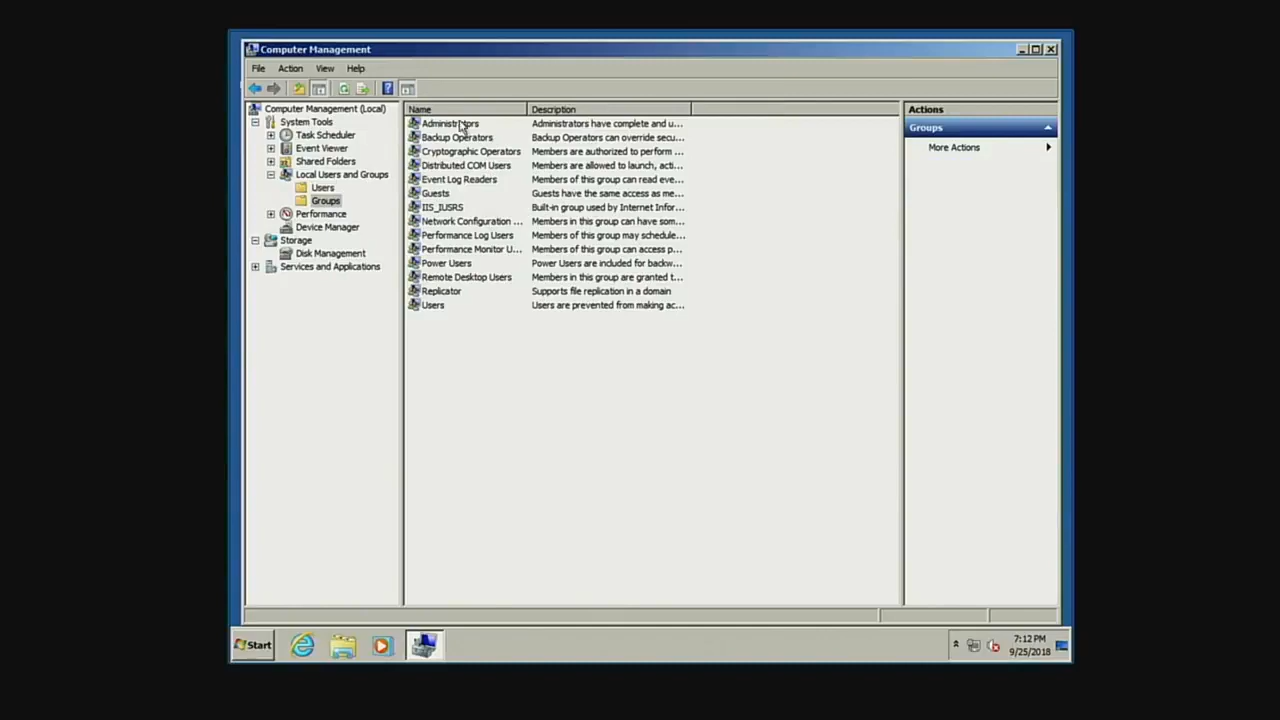 Computer Management
File Action View Help
Computer Management (Local)
System Tools
Task Scheduler
Event Viewer
Shared Folders
Local Users and Groups
Users
Groups
Performance
Device Manager
Storage
Disk Management
Services and Applications
Name Description
Administrators Administrators have complete and u...
Backup Operators Backup Operators can override secu...
Cryptographic Operators Members are authorized to perform ...
Distributed COM Users Members are allowed to launch, acti...
Event Log Readers Members of this group can read eve...
Guests Guests have the same access as me...
IIS_IUSRS Built-in group used by Internet Infor...
Network Configuration ... Members in this group can have som...
Performance Log Users Members of this group may schedule...
Performance Monitor U... Members of this group can access p...
Power Users Power Users are included for backw...
Remote Desktop Users Members in this group are granted t...
Replicator Supports file replication in a domain
Users Users are prevented from making ac...
Actions
Groups
More Actions
Start
7:12 PM
9/25/2018